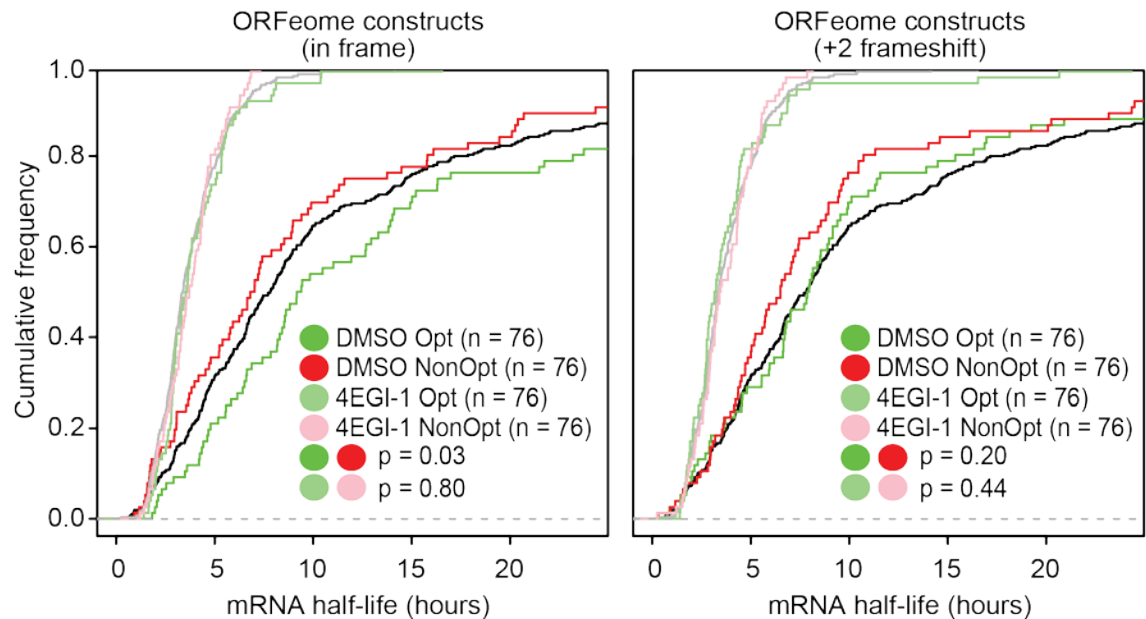 ORFeome constructs
(in frame)
1.0
0.8
0.6
0.4
0.2
0.0
Cumulative frequency
DMSO Opt (n = 76)
DMSO NonOpt (n = 76)
4EGI-1 Opt (n = 76)
4EGI-1 NonOpt (n = 76)
p = 0.03
p = 0.80
0 5 10 15 20
mRNA half-life (hours)
ORFeome constructs
(+2 frameshift)
DMSO Opt (n = 76)
DMSO NonOpt (n = 76)
4EGI-1 Opt (n = 76)
4EGI-1 NonOpt (n = 76)
p = 0.20
p = 0.44
0 5 10 15 20
mRNA half-life (hours)